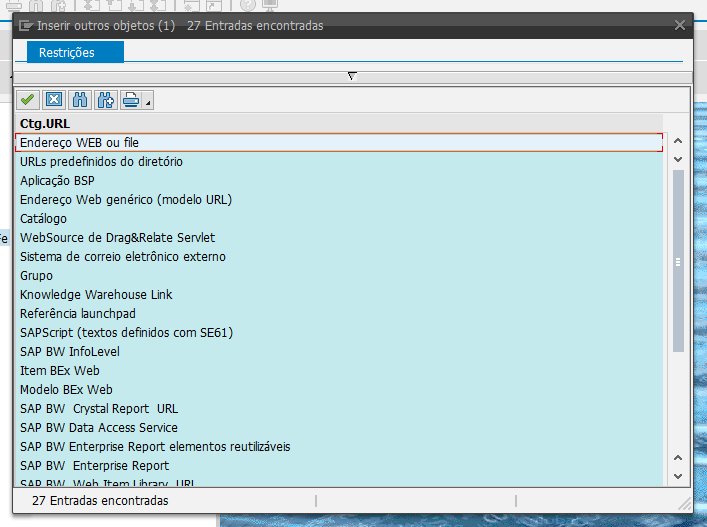 Inserir outros objetos (1) 27 Entradas encontradas
Restrições
Ctg.URL
Endereço WEB ou file
URLs predefinidos do diretório
Aplicação BSP
Endereço Web genérico (modelo URL)
Catálogo
WebSource de Drag&Relate Servlet
Sistema de correio eletrônico externo
Grupo
Knowledge Warehouse Link
Referência launchpad
SAPScript (textos definidos com SE61)
SAP BW InfoLevel
Item BEx Web
Modelo BEx Web
SAP BW  Crystal Report  URL
SAP BW Data Access Service
SAP BW Enterprise Report elementos reutilizáveis
SAP BW  Enterprise Report
SAP BW  Web Item Library  URL
27 Entradas encontradas